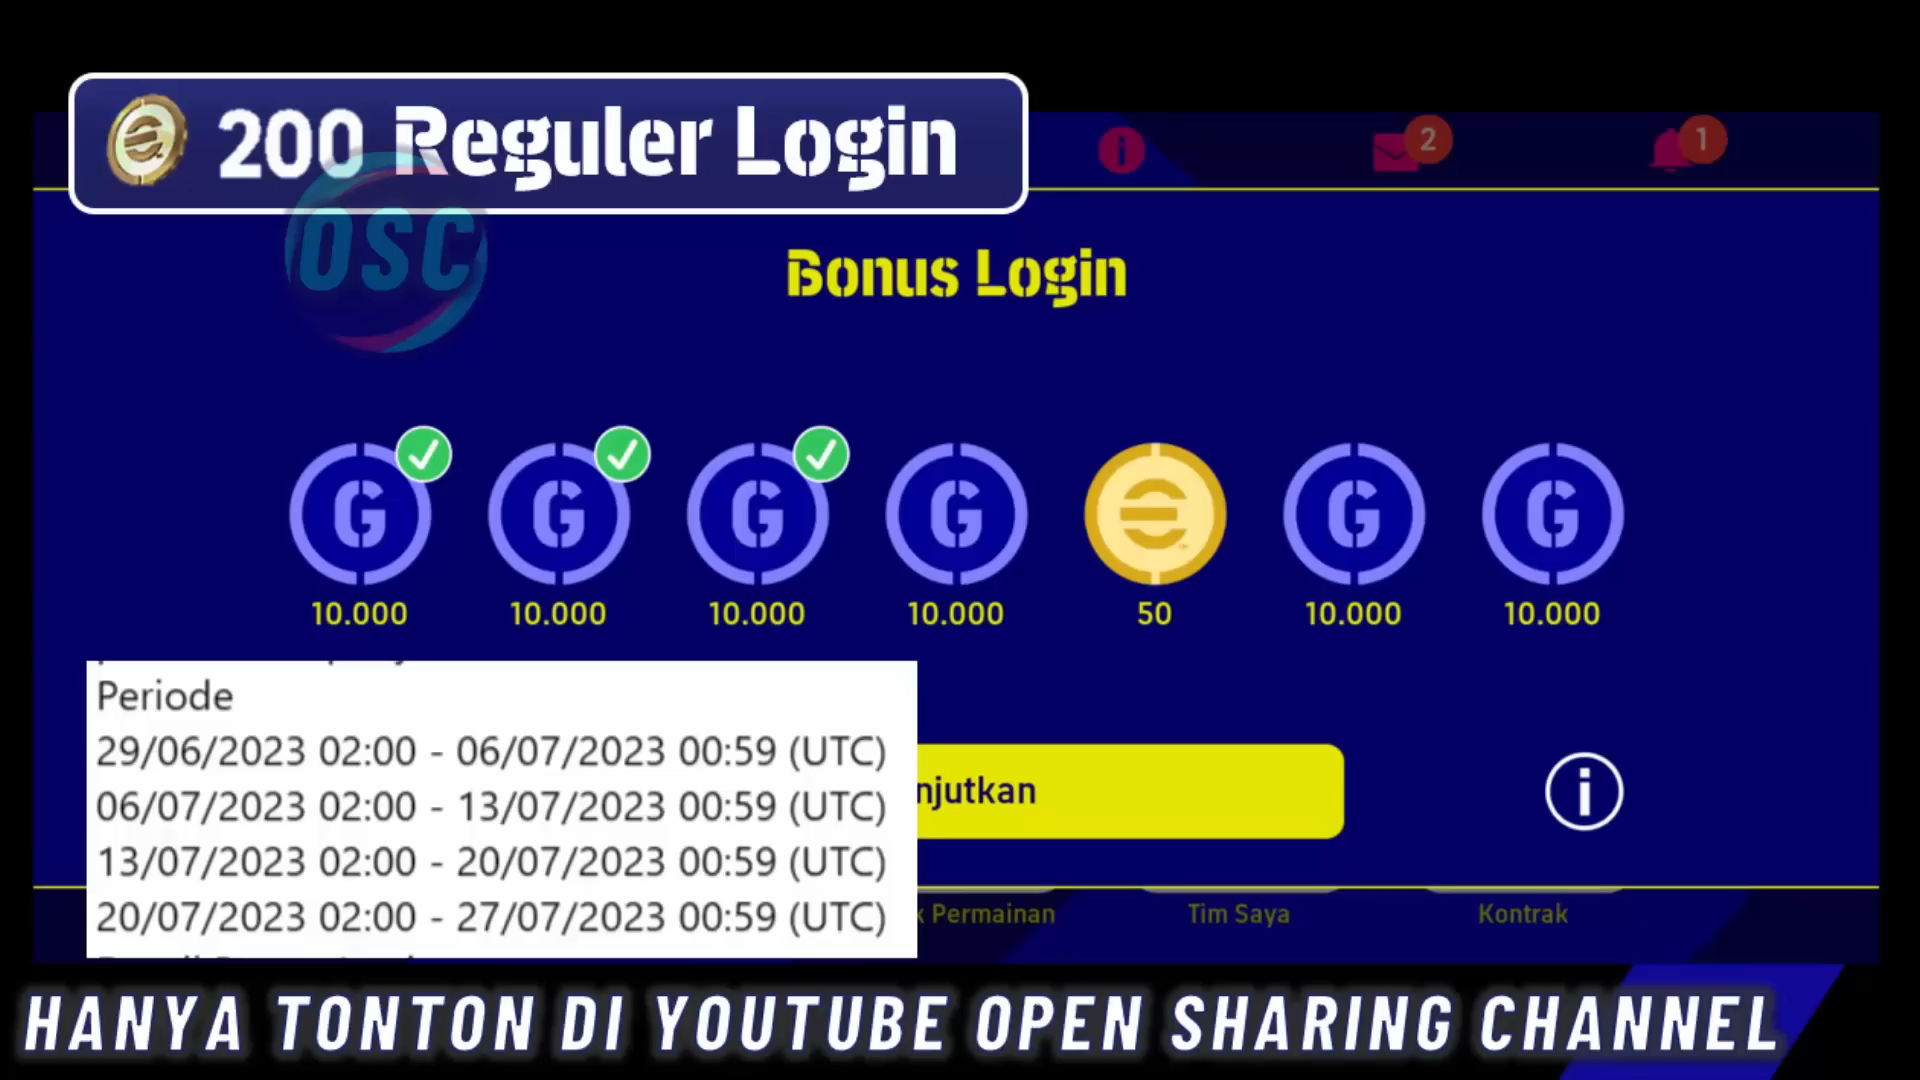 200 Reguler Login
2
1
OSC
Bonus Login
G G G G G G
10.000 10.000 10.000 10.000 50 10.000 10.000
Periode
29/06/2023 02:00 - 06/07/2023 00:59 (UTC)
06/07/2023 02:00 - 13/07/2023 00:59 (UTC)
13/07/2023 02:00 - 20/07/2023 00:59 (UTC)
20/07/2023 02:00 - 27/07/2023 00:59 (UTC)
njutkan
Permainan Tim Saya Kontrak
HANYA TONTON DI YOUTUBE OPEN SHARING CHANNEL